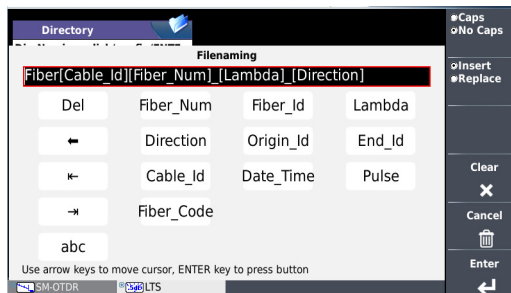 Directory
Filenaming
Fiber[Cable_Id][Fiber_Num]_[Lambda]_[Direction]
Del Fiber_Num Fiber_Id Lambda
Direction Origin_Id End_Id
Cable_Id Date_Time Pulse
Fiber_Code
abc
Use arrow keys to move cursor, ENTER key to press button
SM-OTDR LTS
Caps
No Caps
Insert
Replace
Clear
Cancel
Enter